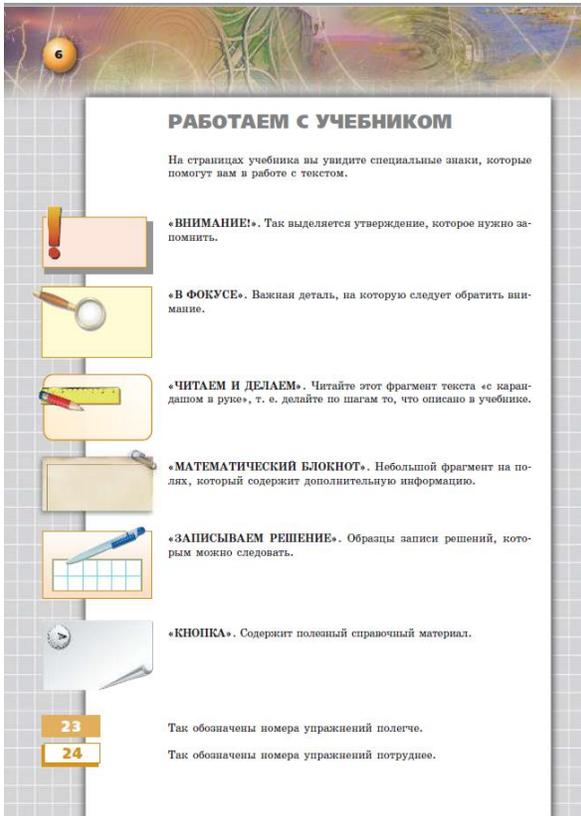 6
РАБОТАЕМ С УЧЕБНИКОМ
На страницах учебника вы увидите специальные знаки, которые
помогут вам в работе с текстом.
«ВНИМАНИЕ!». Так выделяется утверждение, которое нужно за-
помнить.
«В ФОКУСЕ». Важная деталь, на которую следует обратить вни-
мание.
«ЧИТАЕМ И ДЕЛАЕМ». Читайте этот фрагмент текста «с каран-
дашом в руке», т. е. делайте по шагам то, что описано в учебнике.
«МАТЕМАТИЧЕСКИЙ БЛОКНОТ». Небольшой фрагмент на по-
лях, который содержит дополнительную информацию.
«ЗАПИСЫВАЕМ РЕШЕНИЕ». Образцы записи решений, кото-
рым можно следовать.
«КНОПКА». Содержит полезный справочный материал.
23 Так обозначены номера упражнений полегче.
24 Так обозначены номера упражнений потруднее.